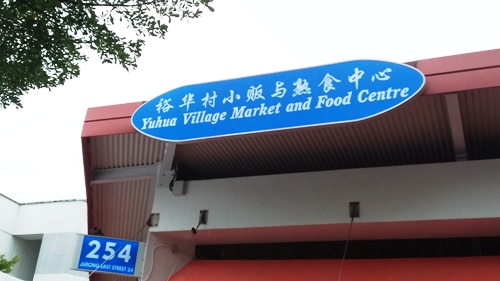 裕华村小贩与熟食中心
Yuhua Village Market and Food Centre
254
JURONG EAST STREET 24